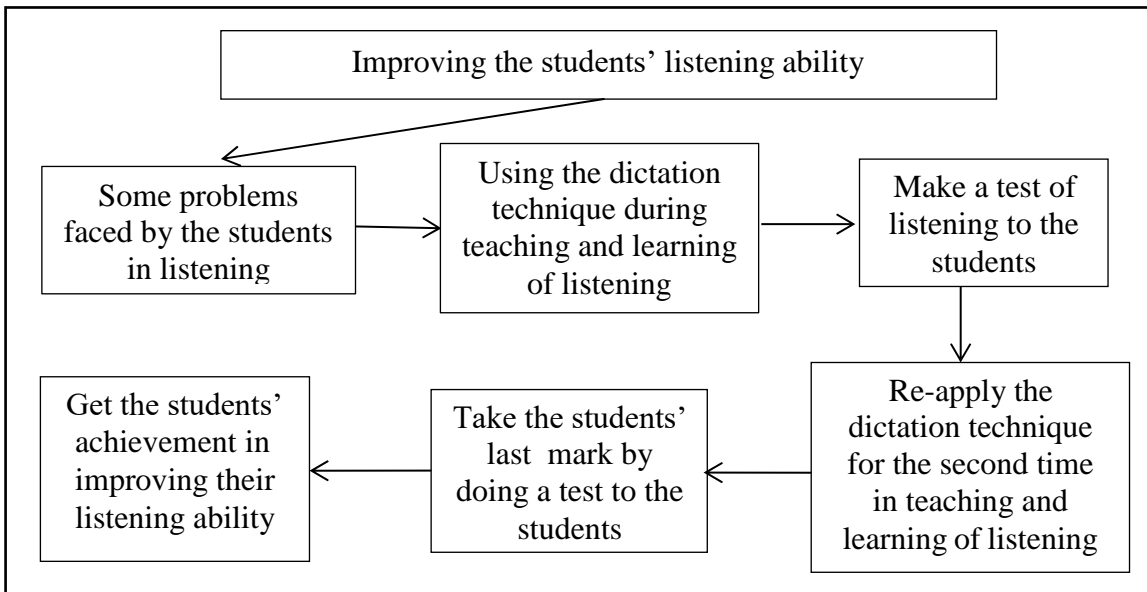 Improving the students’ listening ability
Some problems
faced by the students
in listening
Using the dictation
technique during
teaching and learning
of listening
Make a test of
listening to the
students
Re-apply the
dictation technique
for the second time
in teaching and
learning of listening
Take the students’
last mark by
doing a test to the
students
Get the students’
achievement in
improving their
listening ability